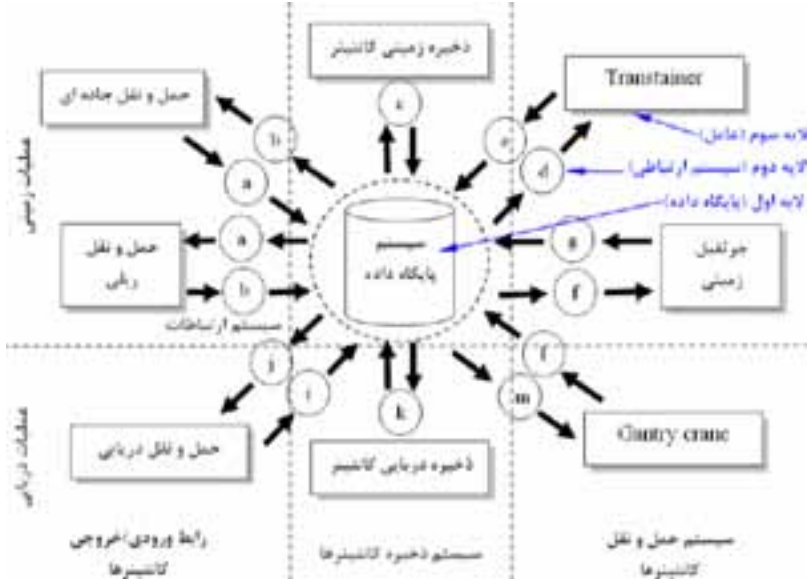 ذخیره زمینی کانتینر
حمل و نقل جاده ای
Transtainer
لایه سوم (عامل)
لایه دوم (سیستم ارتباطی)
لایه اول (پایگاه داده)
c
b
a
e
d
عملیات زمینی
سیستم
پایگاه داده
حمل و نقل
ریلی
a
b
g
f
جرثقیل
زمینی
سیستم ارتباطات
j
i
k
f
m
عملیات دریایی
حمل و نقل دریایی
ذخیره دریایی کانتینر
Gantry crane
رابط ورودی/خروجی
کانتینرها
سیستم ذخیره کانتینرها
سیستم حمل و نقل
کانتینرها